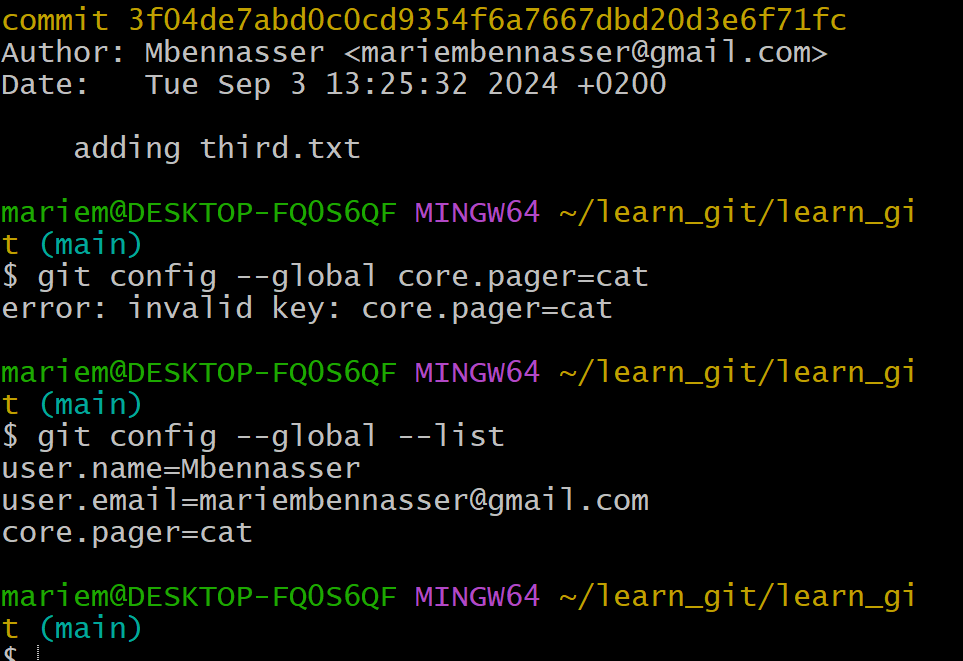 commit 3f04de7abd0c0cd9354f6a7667dbd20d3e6f71fc
Author: Mbennasser <mariembennasser@gmail.com>
Date:   Tue Sep 3 13:25:32 2024 +0200
adding third.txt
mariem@DESKTOP-FQ0S6QF MINGW64 ~/learn_git/learn_gi
t (main)
$ git config --global core.pager=cat
error: invalid key: core.pager=cat
mariem@DESKTOP-FQ0S6QF MINGW64 ~/learn_git/learn_gi
t (main)
$ git config --global --list
user.name=Mbennasser
user.email=mariembennasser@gmail.com
core.pager=cat
mariem@DESKTOP-FQ0S6QF MINGW64 ~/learn_git/learn_gi
t (main)
$